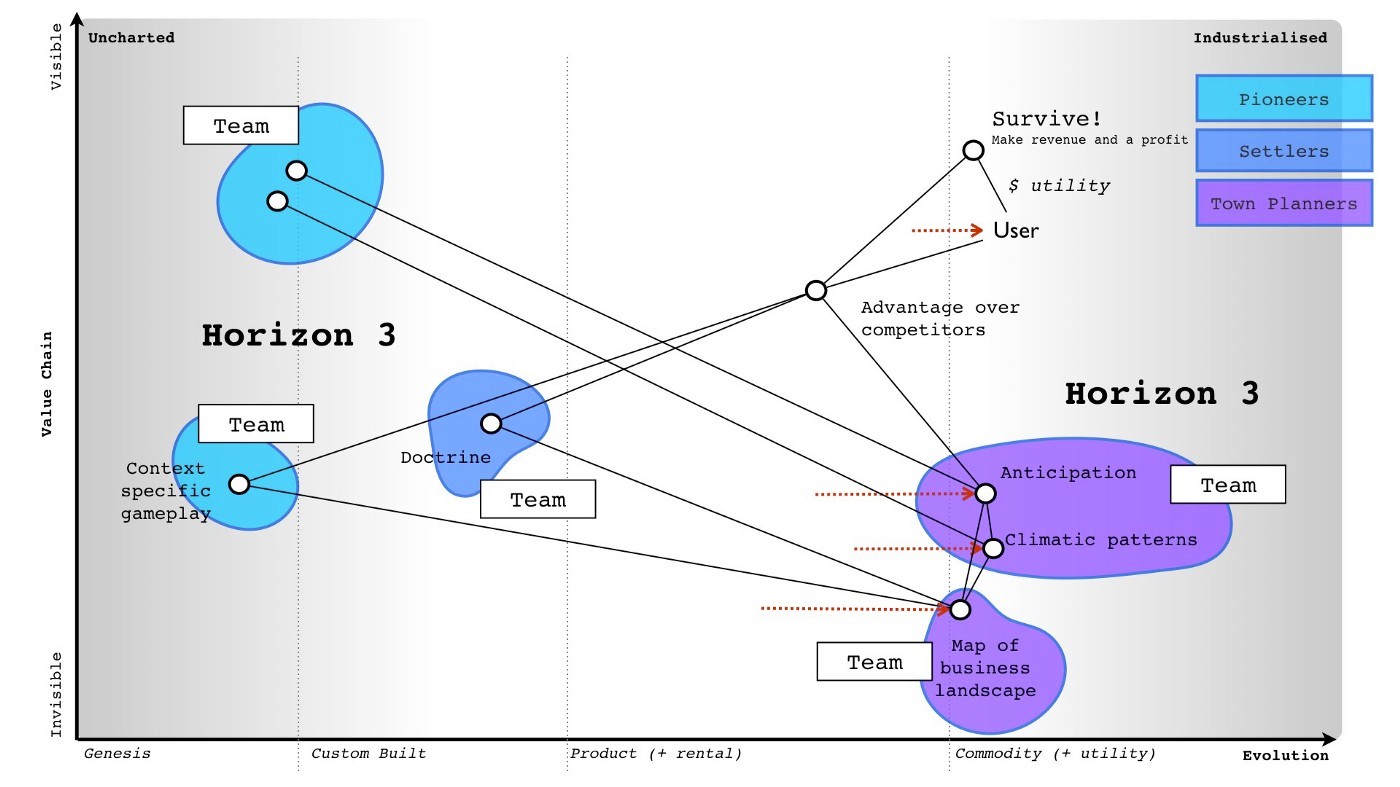 Visible
Uncharted
Industrialised
Pioneers
Settlers
Town Planners
Team
Survive!
Make revenue and a profit
$ utility
User
Advantage over
competitors
Horizon 3
Horizon 3
Value Chain
Team
Context
specific
gameplay
Doctrine
Team
Anticipation
Team
Climatic patterns
Team
Map of
business
landscape
Invisible
Genesis
Custom Built
Product (+ rental)
Commodity (+ utility)
Evolution